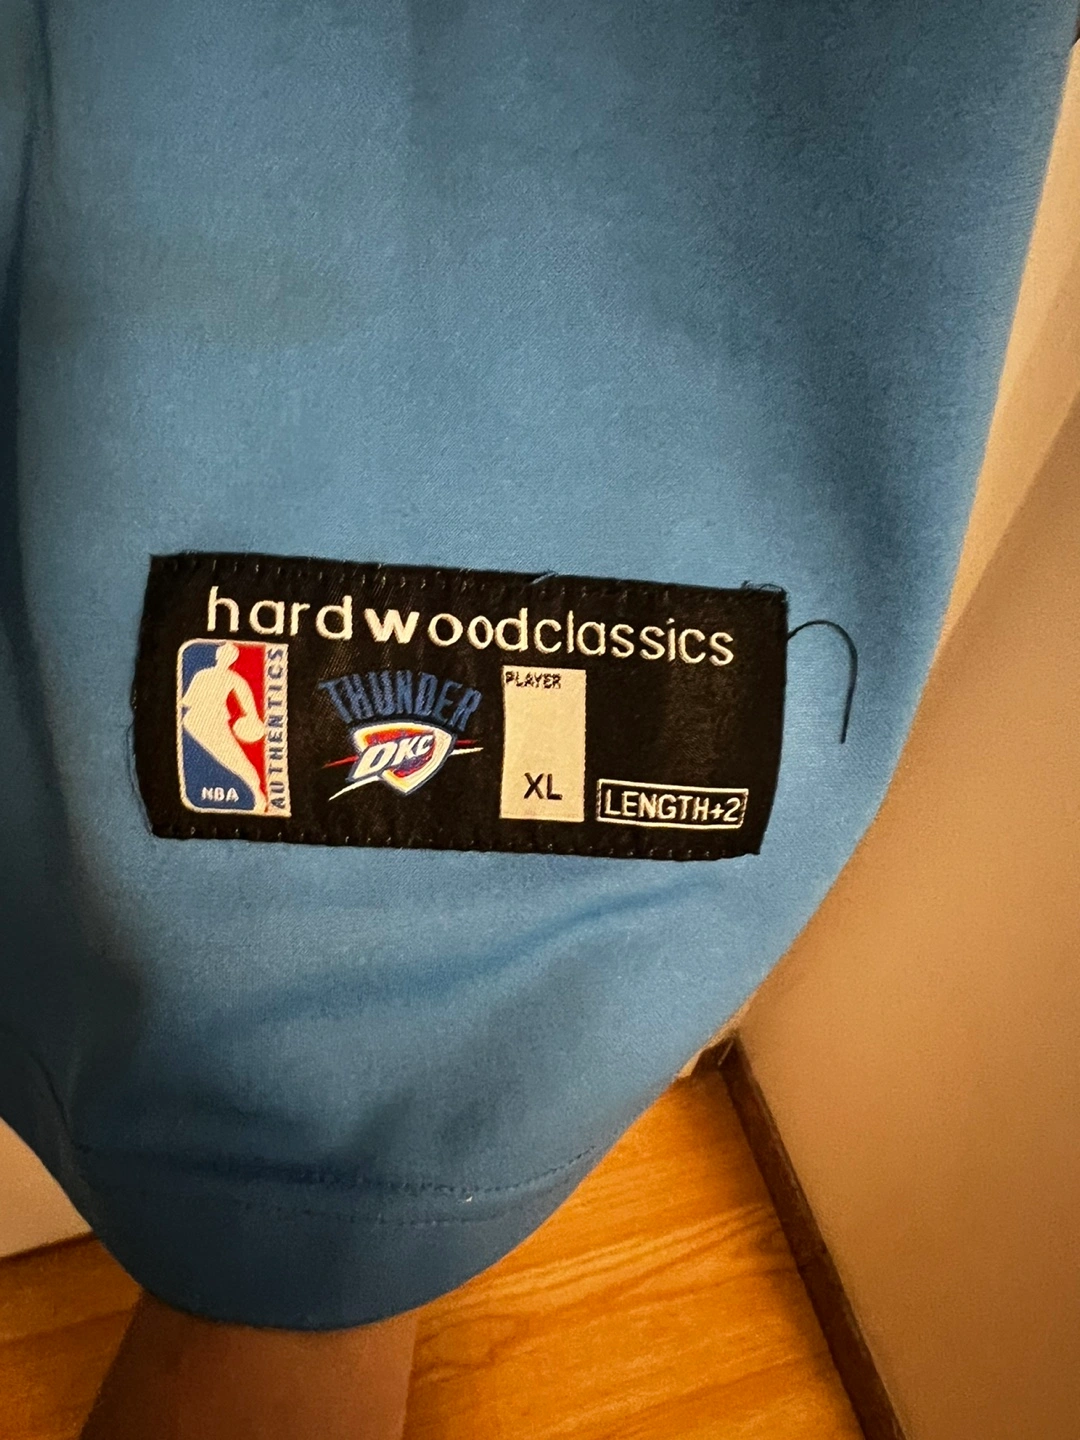 hardwoodclassics
NBA
AUTHENTICS
THUNDER
OKC
PLAYER
XL
LENGTH+2